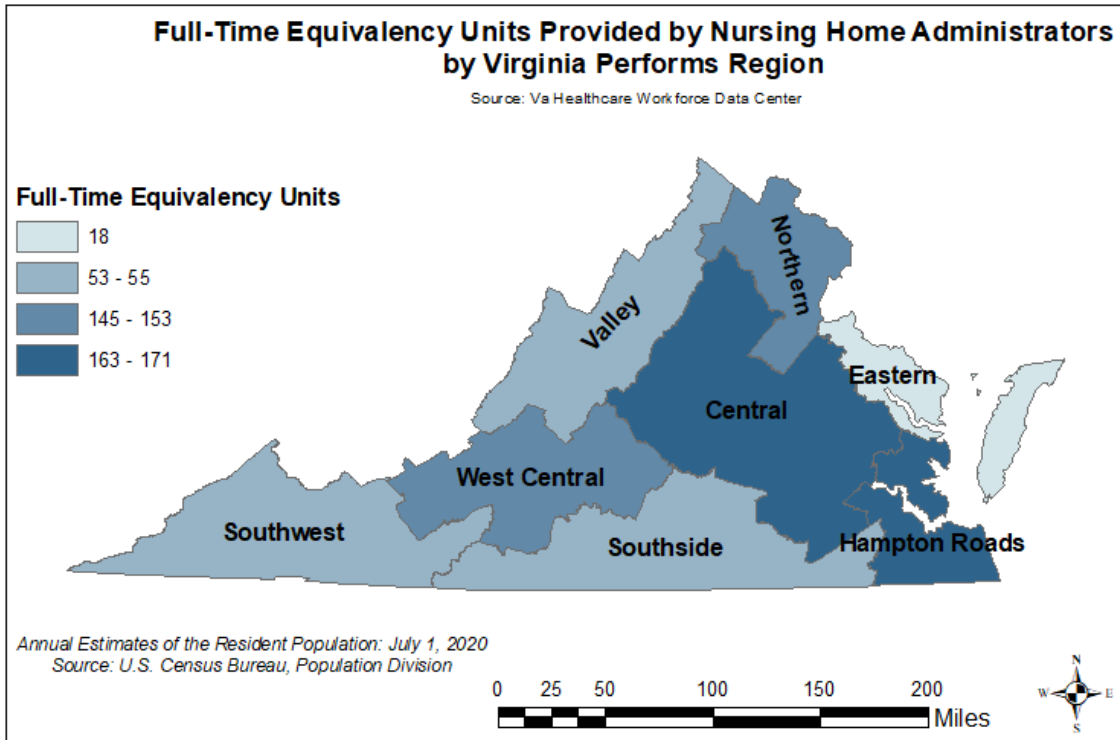 Full-Time Equivalency Units Provided by Nursing Home Administrators
by Virginia Performs Region
Source: Va Healthcare Workforce Data Center
Full-Time Equivalency Units
18
53 - 55
145 - 153
163 - 171
Northern
Valley
Eastern
Central
West Central
Southwest
Southside
Hampton Roads
Annual Estimates of the Resident Population: July 1, 2020
Source: U.S. Census Bureau, Population Division
0 25 50 100 150 200
Miles
N
W E
S